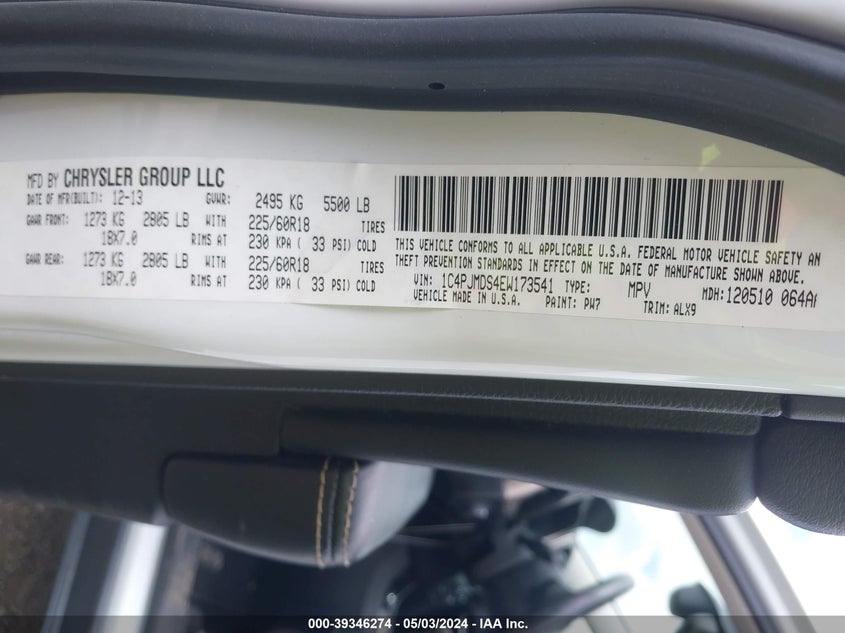 MFD BY CHRYSLER GROUP LLC
DATE OF MFR(BUILT): 12-13 GVWR: 2495 KG 5500 LB
GAWR FRONT: 1273 KG 2805 LB WITH 225/60R18 TIRES
18X7.0 RIMS AT 230 KPA ( 33 PSI) COLD
GAWR REAR: 1273 KG 2805 LB WITH 225/60R18 TIRES
18X7.0 RIMS AT 230 KPA ( 33 PSI) COLD
THIS VEHICLE CONFORMS TO ALL APPLICABLE U.S.A. FEDERAL MOTOR VEHICLE SAFETY AN
THEFT PREVENTION STANDARDS IN EFFECT ON THE DATE OF MANUFACTURE SHOWN ABOVE.
VIN: 1C4PJMDS4EW173541 TYPE: MPV MDH: 120510 064
VEHICLE MADE IN U.S.A. PAINT: PW7 TRIM: ALX9
000-39346274 - 05/03/2024 - IAA Inc.